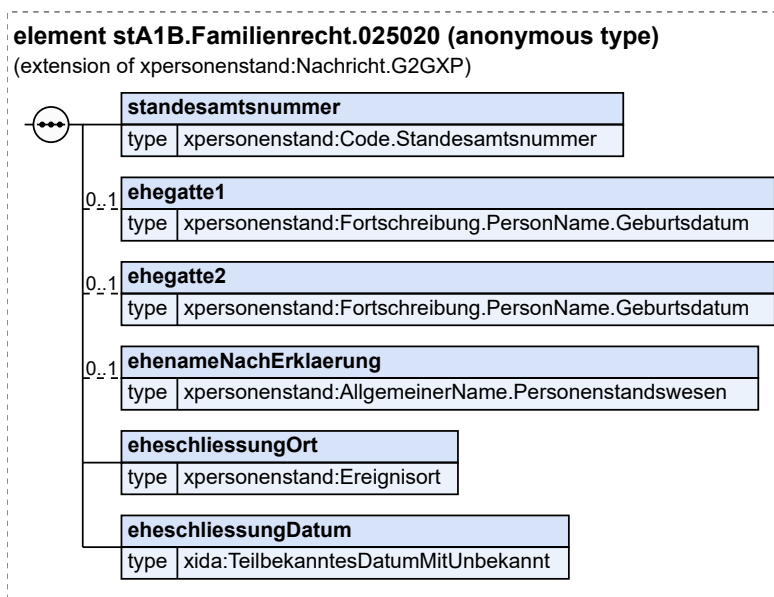 element stA1B.Familienrecht.025020 (anonymous type)
(extension of xpersonenstand:Nachricht.G2GXP)
standesamtsnummer
type xpersonenstand:Code.Standesamtsnummer
0..1 ehegatte1
type xpersonenstand:Fortschreibung.PersonName.Geburtsdatum
0..1 ehegatte2
type xpersonenstand:Fortschreibung.PersonName.Geburtsdatum
0..1 ehenameNachErklaerung
type xpersonenstand:AllgemeinerName.Personenstandswesen
eheschliessungOrt
type xpersonenstand:Ereignisort
eheschliessungDatum
type xida:TeilbekanntesDatumMitUnbekannt